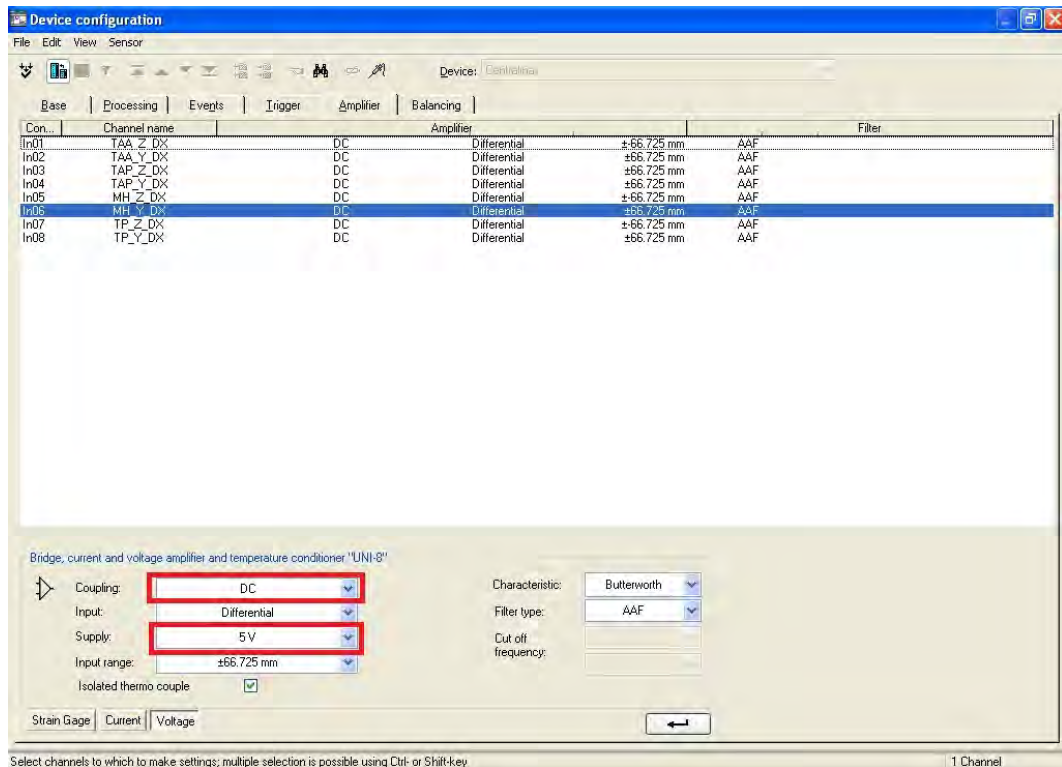 Device configuration
File Edit View Sensor
Device:
Base Processing Events Trigger Amplifier Balancing
Con... Channel name Amplifier Filter
In01 TAA_Z_DX DC Differential ±66.725 mm AAF
In02 TAA_Y_DX DC Differential ±66.725 mm AAF
In03 TAP_Z_DX DC Differential ±66.725 mm AAF
In04 TAP_Y_DX DC Differential ±66.725 mm AAF
In05 MH_Z_DX DC Differential ±66.725 mm AAF
In06 MH_Y_DX DC Differential ±66.725 mm AAF
In07 TP_Z_DX DC Differential ±66.725 mm AAF
In08 TP_Y_DX DC Differential ±66.725 mm AAF
Bridge, current and voltage amplifier and temperature conditioner "UNI-8"
Coupling: DC Characteristic: Butterworth
Input: Differential Filter type: AAF
Supply: 5 V Cut off frequency:
Input range: ±66.725 mm
Isolated thermo couple
Strain Gage Current Voltage
Select channels to which to make settings; multiple selection is possible using Ctrl- or Shift-key 1 Channel